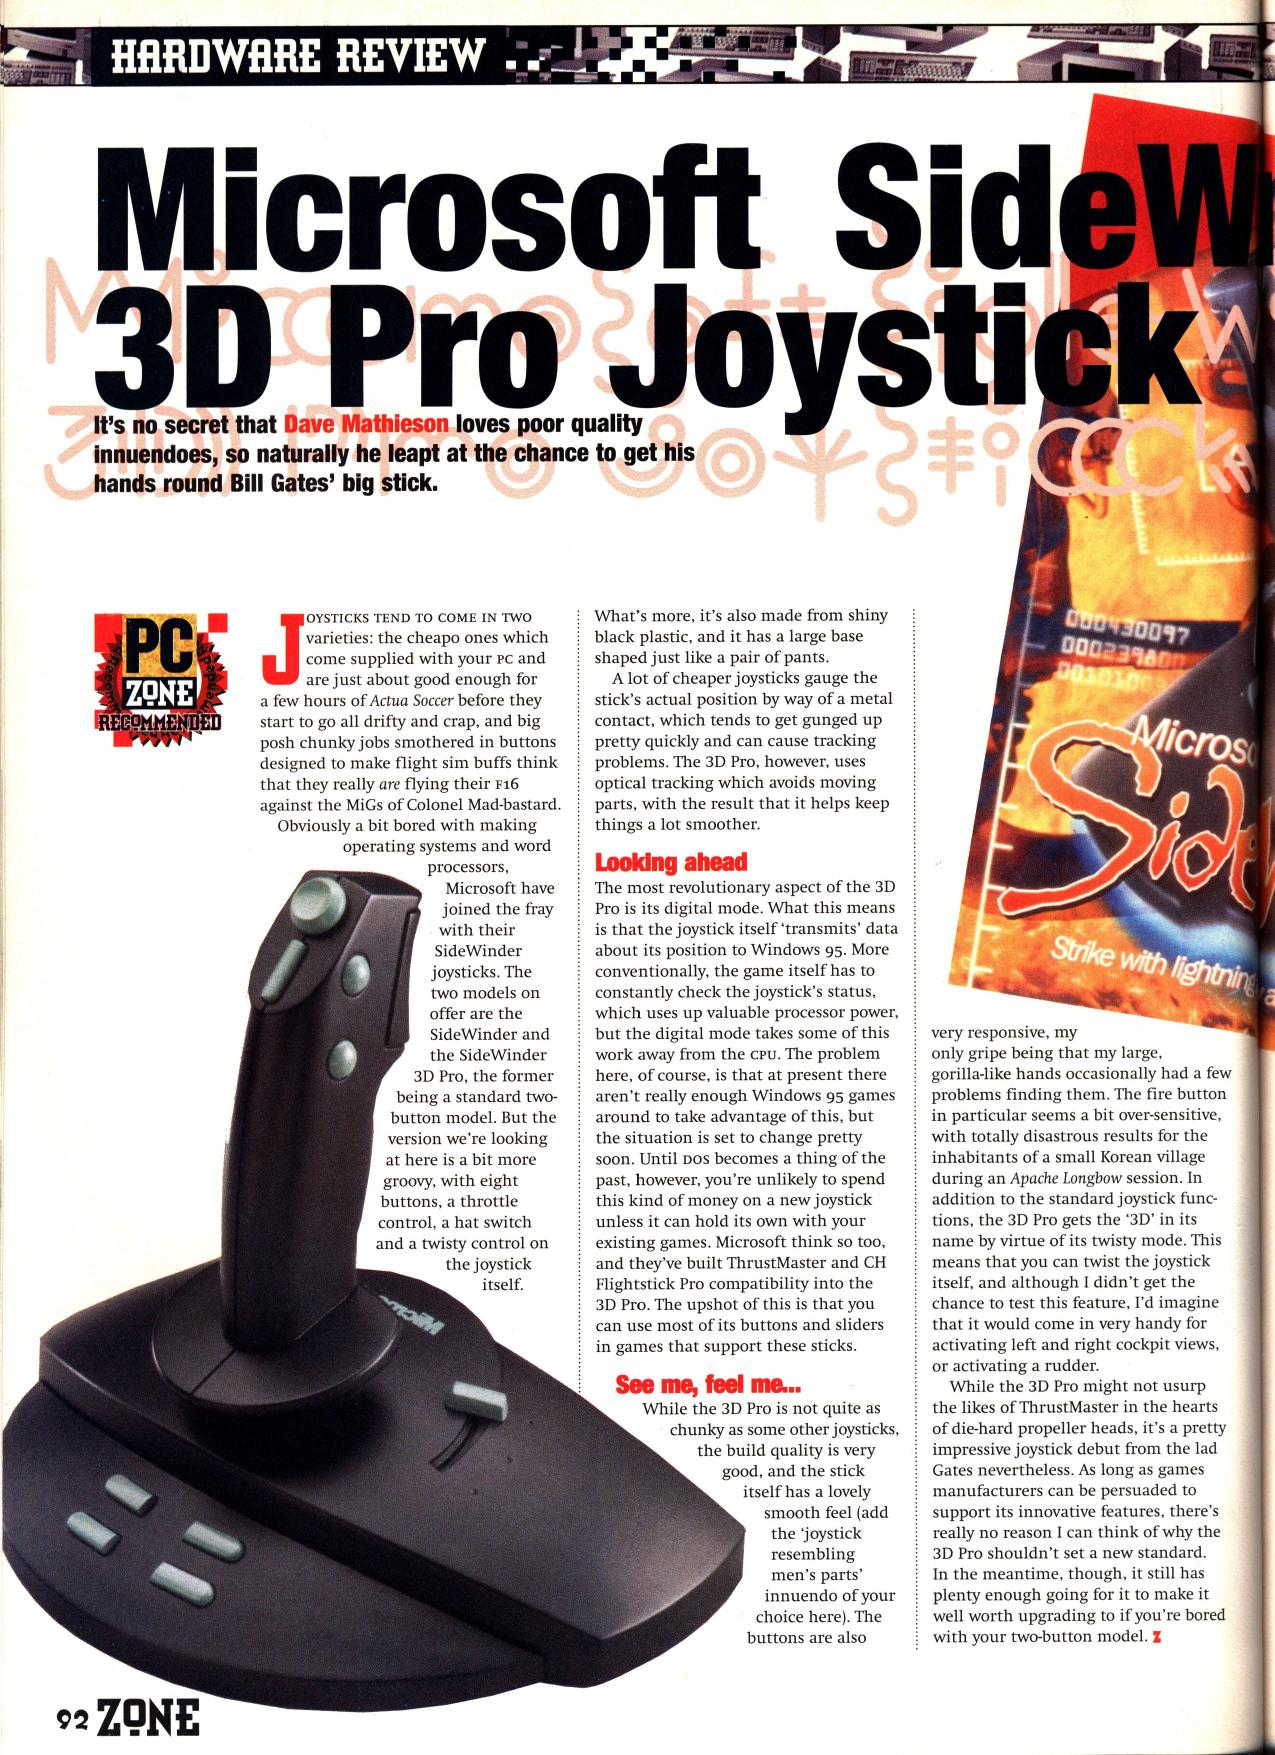 HARDWARE REVIEW
Microsoft SideW
3D Pro Joystick
It's no secret that Dave Mathieson loves poor quality
innuendoes, so naturally he leapt at the chance to get his
hands round Bill Gates' big stick.
PC
ZONE
RECOMMENDED
JOYSTICKS TEND TO COME IN TWO
varieties: the cheapo ones which
come supplied with your PC and
are just about good enough for
a few hours of Actua Soccer before they
start to go all drifty and crap, and big
posh chunky jobs smothered in buttons
designed to make flight sim buffs think
that they really are flying their F16
against the MiGs of Colonel Mad-bastard.
Obviously a bit bored with making
operating systems and word
processors,
Microsoft have
joined the fray
with their
SideWinder
joysticks. The
two models on
offer are the
SideWinder and
the SideWinder
3D Pro, the former
being a standard two-
button model. But the
version we're looking
at here is a bit more
groovy, with eight
buttons, a throttle
control, a hat switch
and a twisty control on
the joystick
itself.
What's more, it's also made from shiny
black plastic, and it has a large base
shaped just like a pair of pants.
A lot of cheaper joysticks gauge the
stick's actual position by way of a metal
contact, which tends to get gunged up
pretty quickly and can cause tracking
problems. The 3D Pro, however, uses
optical tracking which avoids moving
parts, with the result that it helps keep
things a lot smoother.
Looking ahead
The most revolutionary aspect of the 3D
Pro is its digital mode. What this means
is that the joystick itself 'transmits' data
about its position to Windows 95. More
conventionally, the game itself has to
constantly check the joystick's status,
which uses up valuable processor power,
but the digital mode takes some of this
work away from the CPU. The problem
here, of course, is that at present there
aren't really enough Windows 95 games
around to take advantage of this, but
the situation is set to change pretty
soon. Until DOS becomes a thing of the
past, however, you're unlikely to spend
this kind of money on a new joystick
unless it can hold its own with your
existing games. Microsoft think so too,
and they've built ThrustMaster and CH
Flightstick Pro compatibility into the
3D Pro. The upshot of this is that you
can use most of its buttons and sliders
in games that support these sticks.
See me, feel me...
While the 3D Pro is not quite as
chunky as some other joysticks,
the build quality is very
good, and the stick
itself has a lovely
smooth feel (add
the 'joystick
resembling
men's parts'
innuendo of your
choice here). The
buttons are also
Microso
SideW
Strike with lightning
very responsive, my
only gripe being that my large,
gorilla-like hands occasionally had a few
problems finding them. The fire button
in particular seems a bit over-sensitive,
with totally disastrous results for the
inhabitants of a small Korean village
during an Apache Longbow session. In
addition to the standard joystick func-
tions, the 3D Pro gets the '3D' in its
name by virtue of its twisty mode. This
means that you can twist the joystick
itself, and although I didn't get the
chance to test this feature, I'd imagine
that it would come in very handy for
activating left and right cockpit views,
or activating a rudder.
While the 3D Pro might not usurp
the likes of ThrustMaster in the hearts
of die-hard propeller heads, it's a pretty
impressive joystick debut from the lad
Gates nevertheless. As long as games
manufacturers can be persuaded to
support its innovative features, there's
really no reason I can think of why the
3D Pro shouldn't set a new standard.
In the meantime, though, it still has
plenty enough going for it to make it
well worth upgrading to if you're bored
with your two-button model. Z
92 ZONE